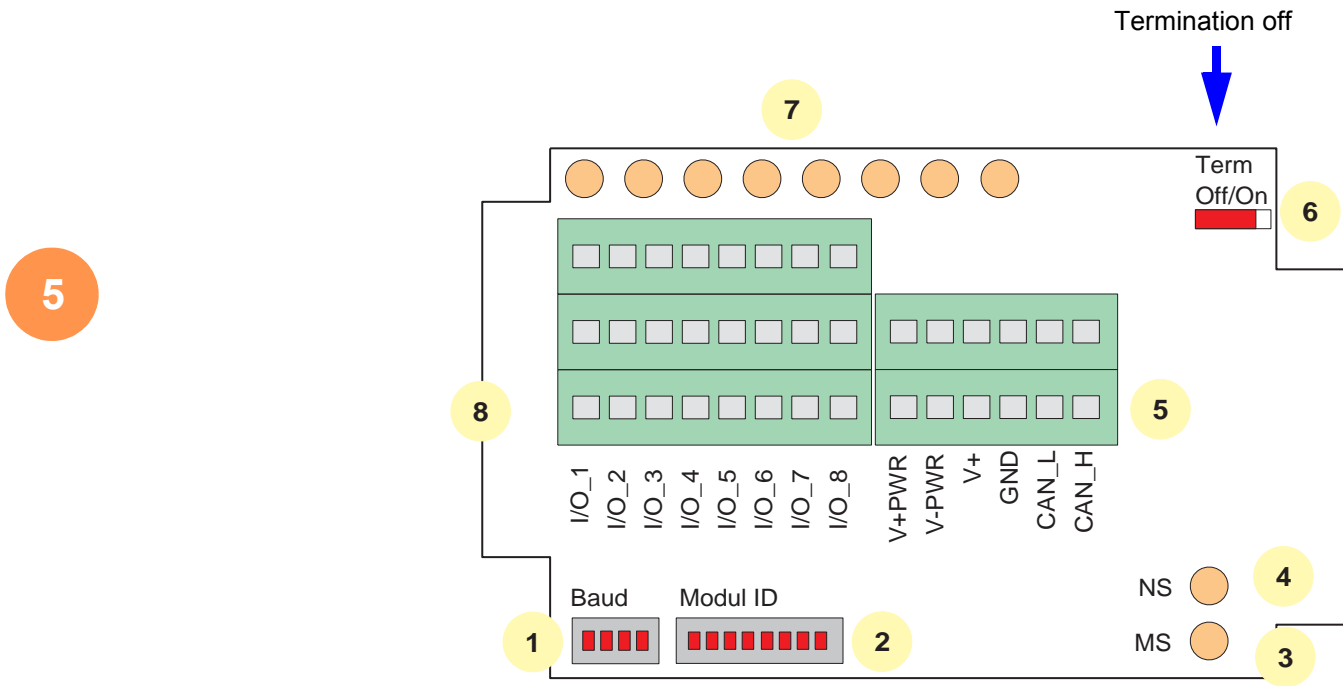 Termination off
7
Term
Off/On
6
5
8
5
I/O_1
I/O_2
I/O_3
I/O_4
I/O_5
I/O_6
I/O_7
I/O_8
V+PWR
V-PWR
V+
GND
CAN_L
CAN_H
NS
4
Baud
Modul ID
1
2
MS
3